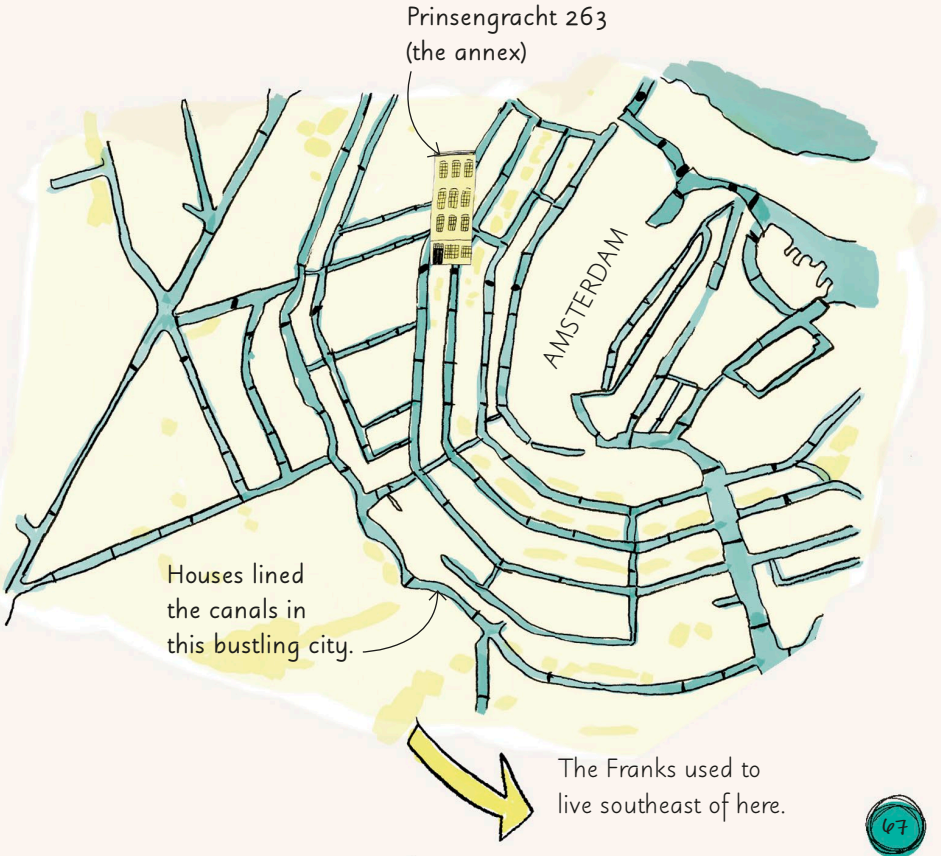 Prinsengracht 263
(the annex)
AMSTERDAM
Houses lined
the canals in
this bustling city.
The Franks used to
live southeast of here.
67